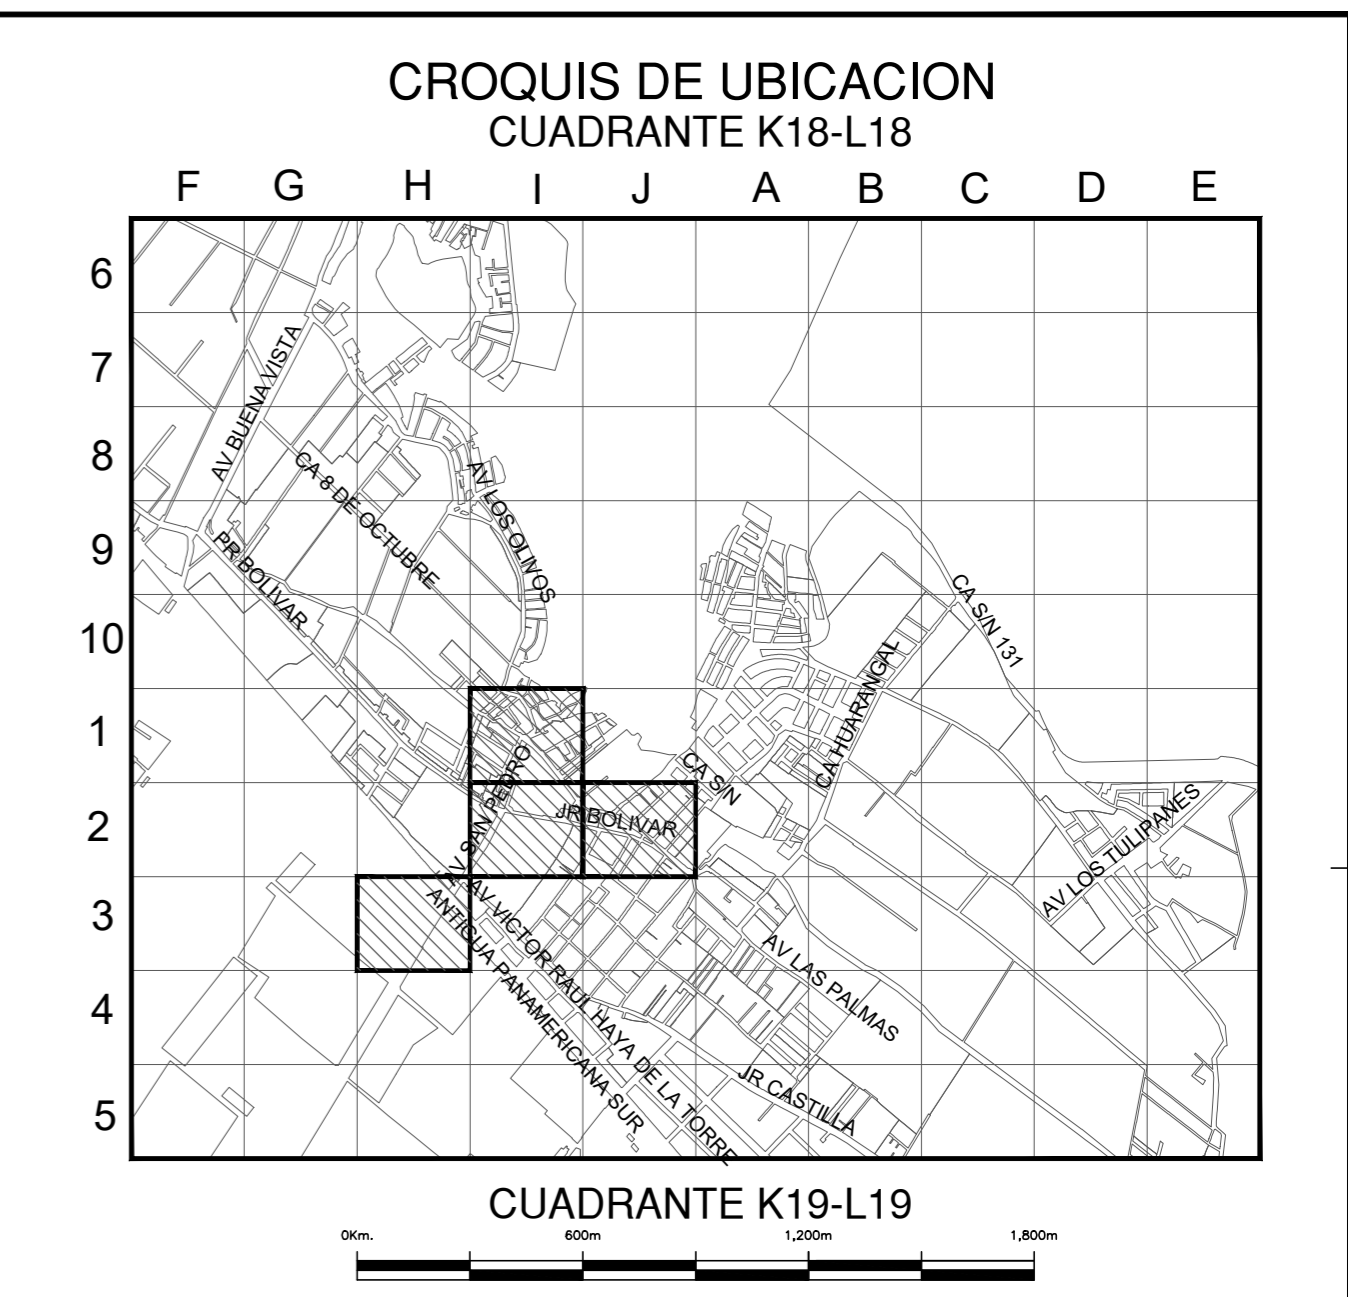 CROQUIS DE UBICACION
CUADRANTE K18-L18
F G H I J A B C D E
6
7
8
9
10
1
2
3
4
5
AV BUENA VISTA
CA 8 DE OCTUBRE
AV LOS OLIVOS
PR BOLIVAR
CA S/N 131
CA HUARANGAL
CA S/N
AV SAN PEDRO
JR BOLIVAR
AV LOS TULIPANES
AV VICTOR RAUL HAYA DE LA TORRE
ANTIGUA PANAMERICANA SUR
AV LAS PALMAS
JR CASTILLA
CUADRANTE K19-L19
0Km. 600m 1,200m 1,800m